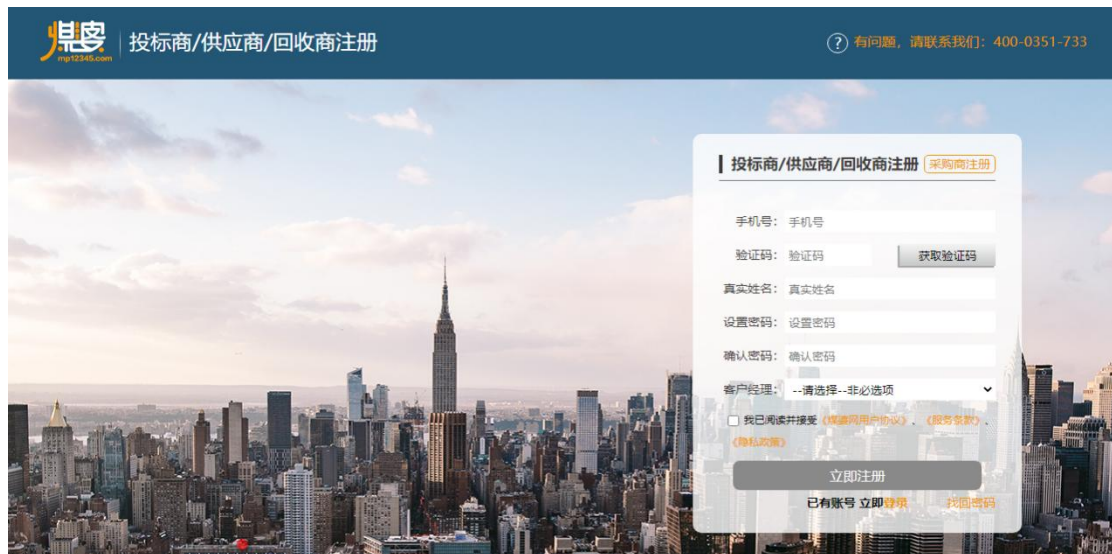 煤婆
mp12345.com
投标商/供应商/回收商注册
? 有问题，请联系我们：400-0351-733
投标商/供应商/回收商注册 采购商注册
手机号： 手机号
验证码： 验证码 获取验证码
真实姓名： 真实姓名
设置密码： 设置密码
确认密码： 确认密码
客户经理： --请选择--非必选项
我已阅读并接受《煤婆网用户协议》、《服务条款》、
《隐私政策》
立即注册
已有账号 立即登录 找回密码